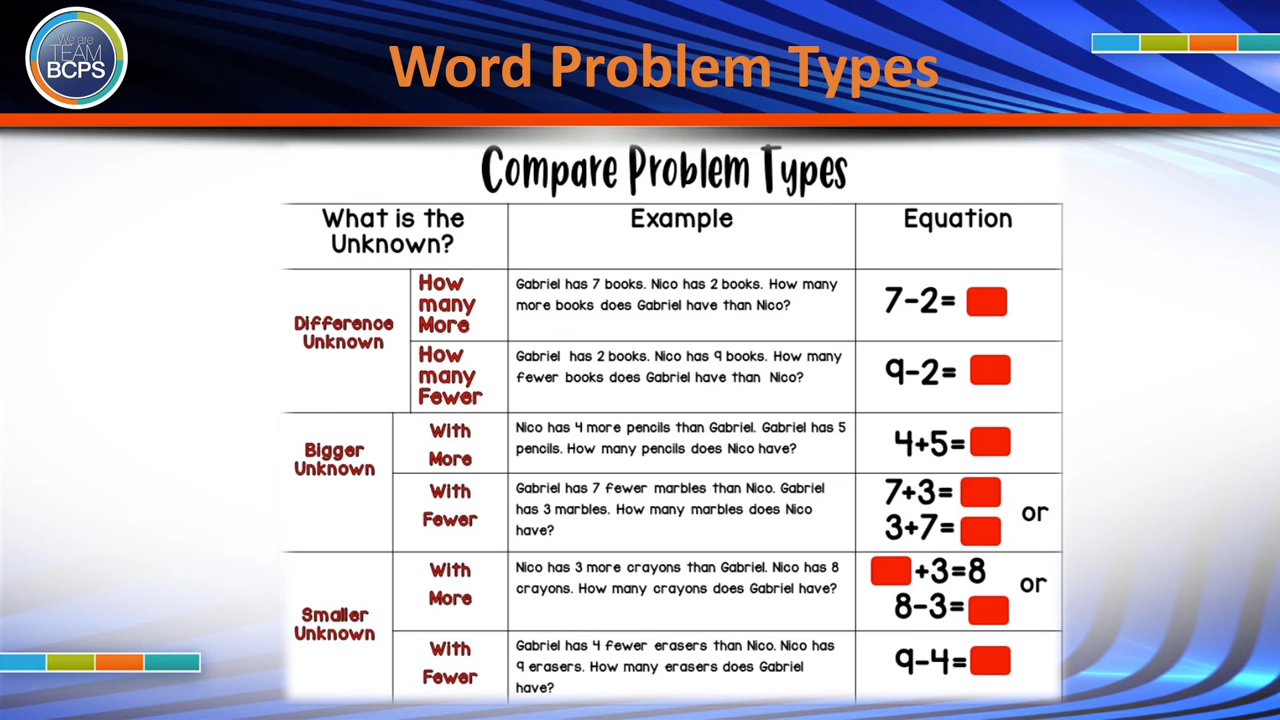 We are
TEAM
BCPS
Word Problem Types
Compare Problem Types
What is the
Unknown?
Example
Equation
Difference
Unknown
How
many
More
Gabriel has 7 books. Nico has 2 books. How many
more books does Gabriel have than Nico?
7-2=
How
many
Fewer
Gabriel has 2 books. Nico has 9 books. How many
fewer books does Gabriel have than Nico?
9-2=
Bigger
Unknown
With
More
Nico has 4 more pencils than Gabriel. Gabriel has 5
pencils. How many pencils does Nico have?
4+5=
With
Fewer
Gabriel has 7 fewer marbles than Nico. Gabriel
has 3 marbles. How many marbles does Nico
have?
7+3=
or
3+7=
Smaller
Unknown
With
More
Nico has 3 more crayons than Gabriel. Nico has 8
crayons. How many crayons does Gabriel have?
+3=8
or
8-3=
With
Fewer
Gabriel has 4 fewer erasers than Nico. Nico has
9 erasers. How many erasers does Gabriel
have?
9-4=